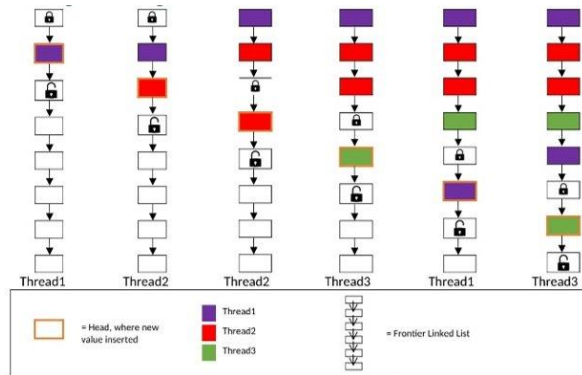 Thread1 Thread2 Thread2 Thread3 Thread1 Thread3
= Head, where new
value inserted
Thread1
Thread2
Thread3
= Frontier Linked List